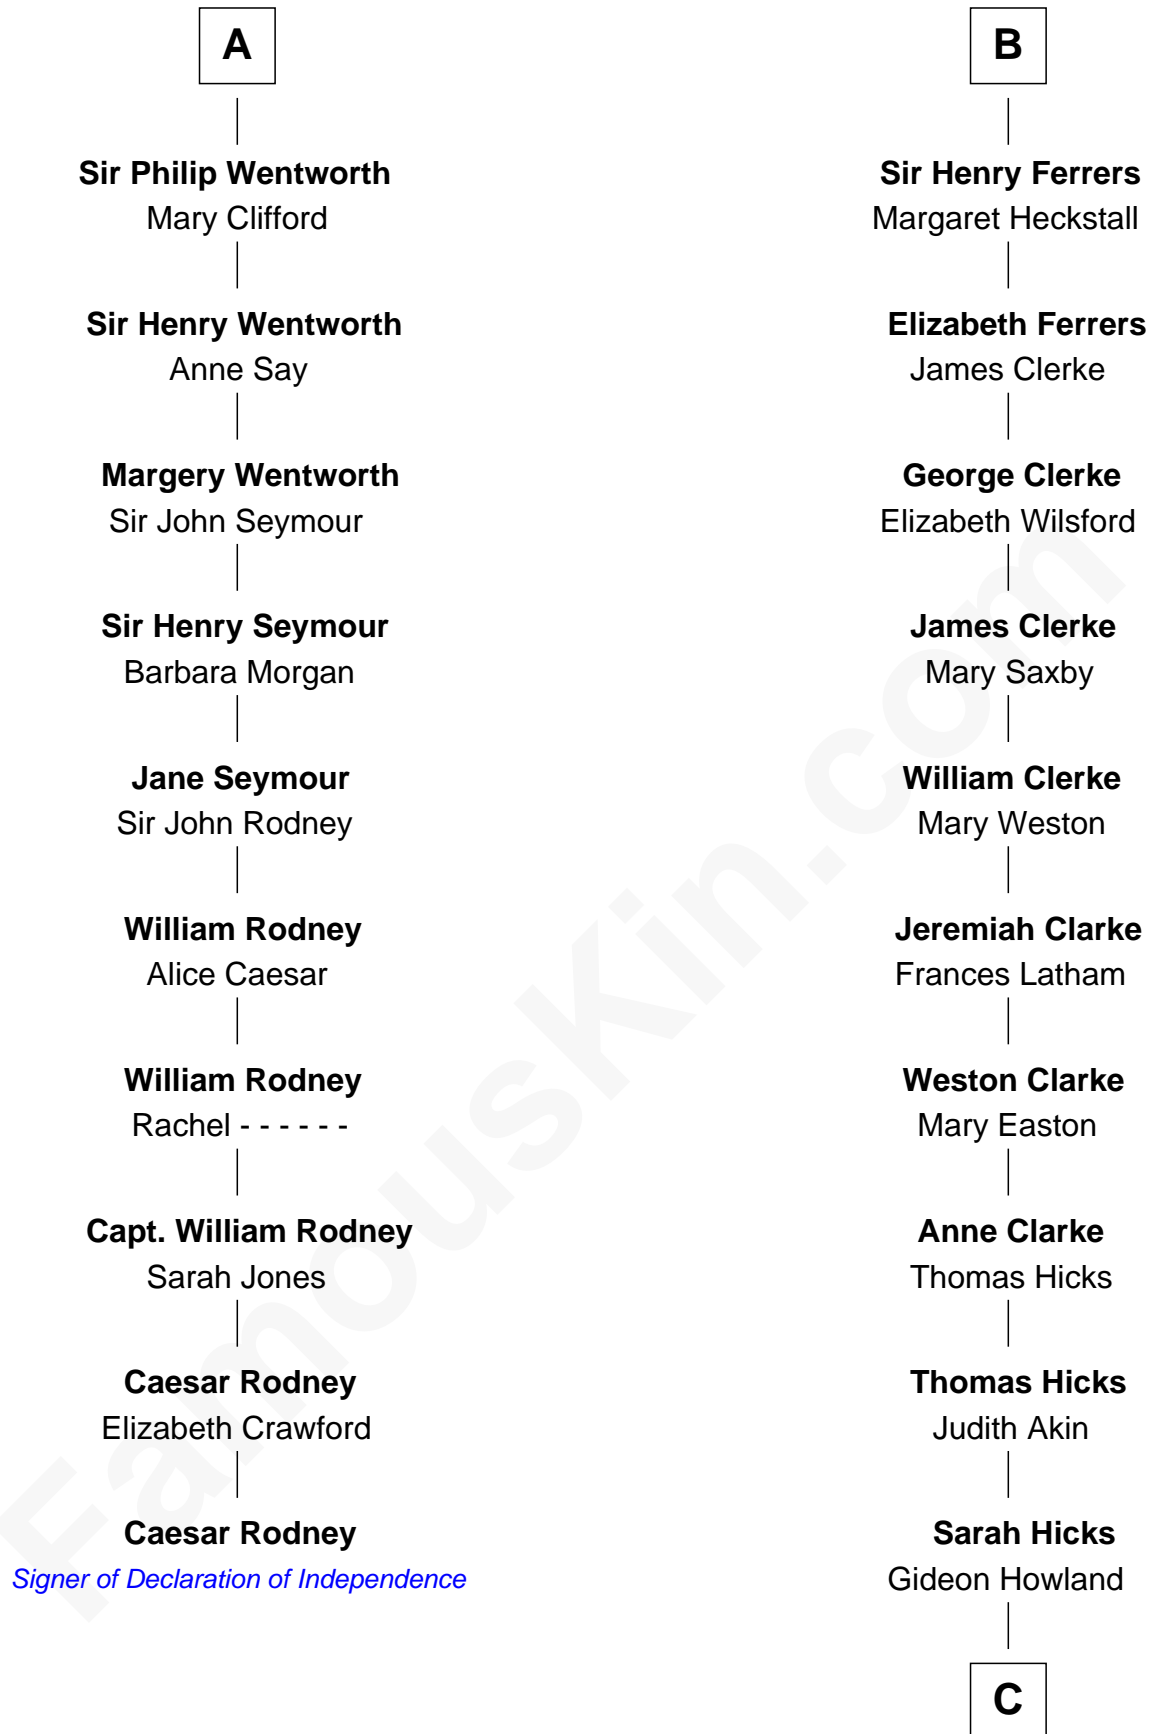 A
Sir Philip Wentworth
Mary Clifford
Sir Henry Wentworth
Anne Say
Margery Wentworth
Sir John Seymour
Sir Henry Seymour
Barbara Morgan
Jane Seymour
Sir John Rodney
William Rodney
Alice Caesar
William Rodney
Rachel - - - - - -
Capt. William Rodney
Sarah Jones
Caesar Rodney
Elizabeth Crawford
Caesar Rodney
Signer of Declaration of Independence
B
Sir Henry Ferrers
Margaret Heckstall
Elizabeth Ferrers
James Clerke
George Clerke
Elizabeth Wilsford
James Clerke
Mary Saxby
William Clerke
Mary Weston
Jeremiah Clarke
Frances Latham
Weston Clarke
Mary Easton
Anne Clarke
Thomas Hicks
Thomas Hicks
Judith Akin
Sarah Hicks
Gideon Howland
C
FamousKin.com